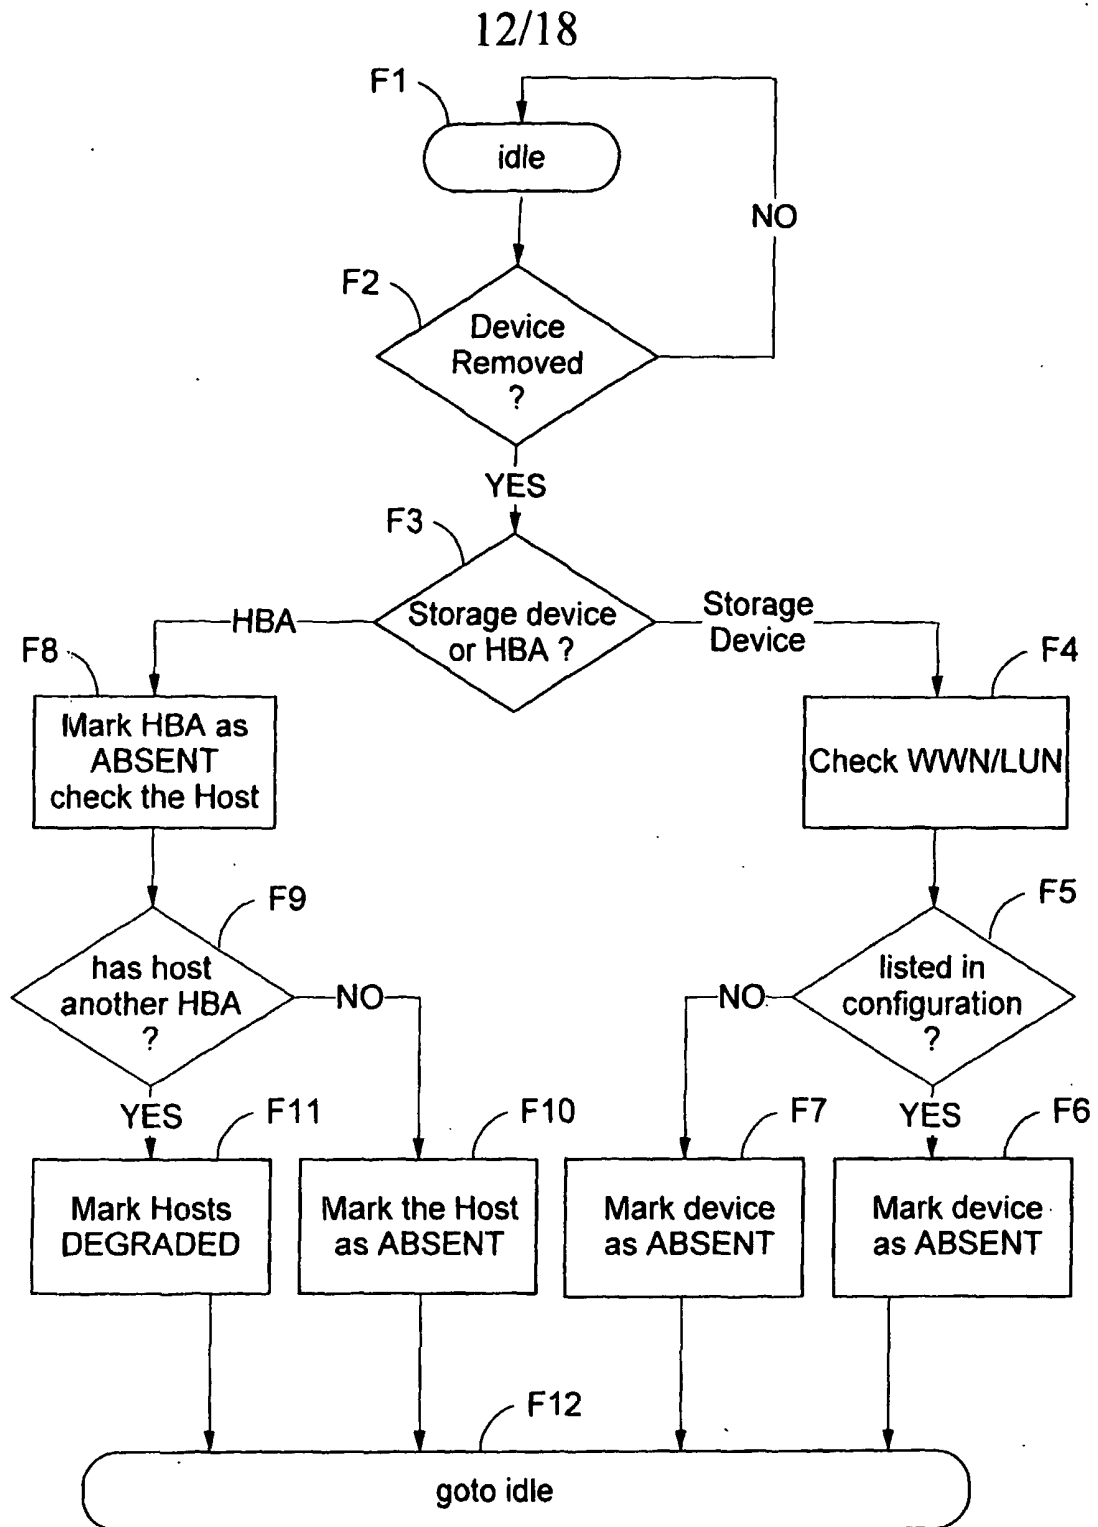 12/18
F1
idle
NO
F2
Device
Removed
?
YES
F3
Storage device
or HBA ?
HBA
Storage
Device
F8
Mark HBA as
ABSENT
check the Host
F4
Check WWN/LUN
F9
has host
another HBA
?
NO
F5
listed in
configuration
?
NO
YES
F11
F10
F7
YES
F6
Mark Hosts
DEGRADED
Mark the Host
as ABSENT
Mark device
as ABSENT
Mark device
as ABSENT
F12
goto idle